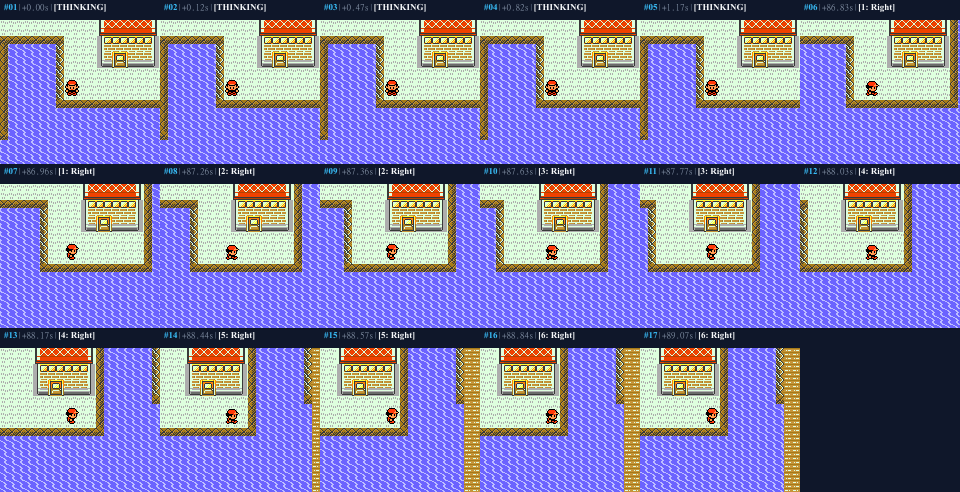 #01|+0.00s|[THINKING] #02|+0.12s|[THINKING] #03|+0.47s|[THINKING] #04|+0.82s|[THINKING] #05|+1.17s|[THINKING] #06|+86.83s|[1: Right]
#07|+86.96s|[1: Right] #08|+87.26s|[2: Right] #09|+87.36s|[2: Right] #10|+87.63s|[3: Right] #11|+87.77s|[3: Right] #12|+88.03s|[4: Right]
#13|+88.17s|[4: Right] #14|+88.44s|[5: Right] #15|+88.57s|[5: Right] #16|+88.84s|[6: Right] #17|+89.07s|[6: Right]